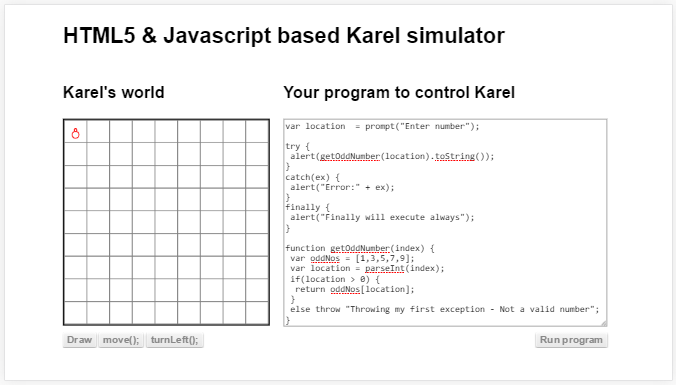 HTML5 & Javascript based Karel simulator
Karel's world
Your program to control Karel
var location  = prompt("Enter number");
try {
 alert(getOddNumber(location).toString());
}
catch(ex) {
 alert("Error:" + ex);
}
finally {
 alert("Finally will execute always");
}
function getOddNumber(index) {
 var oddNos = [1,3,5,7,9];
 var location = parseInt(index);
 if(location > 0) {
  return oddNos[location];
 }
 else throw "Throwing my first exception - Not a valid number";
}
Draw move(); turnLeft();
Run program